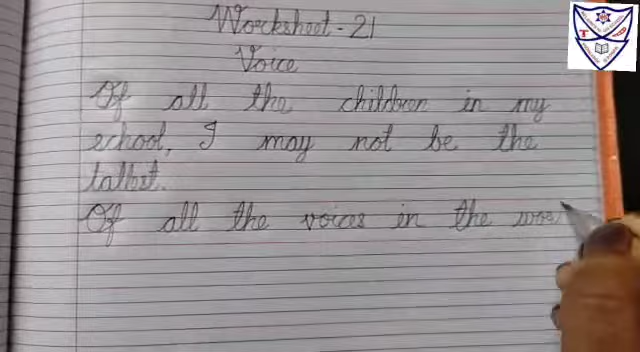 Worksheet - 21
Voice
Of all the children in my
school, I may not be the
tallest.
Of all the voices in the wor